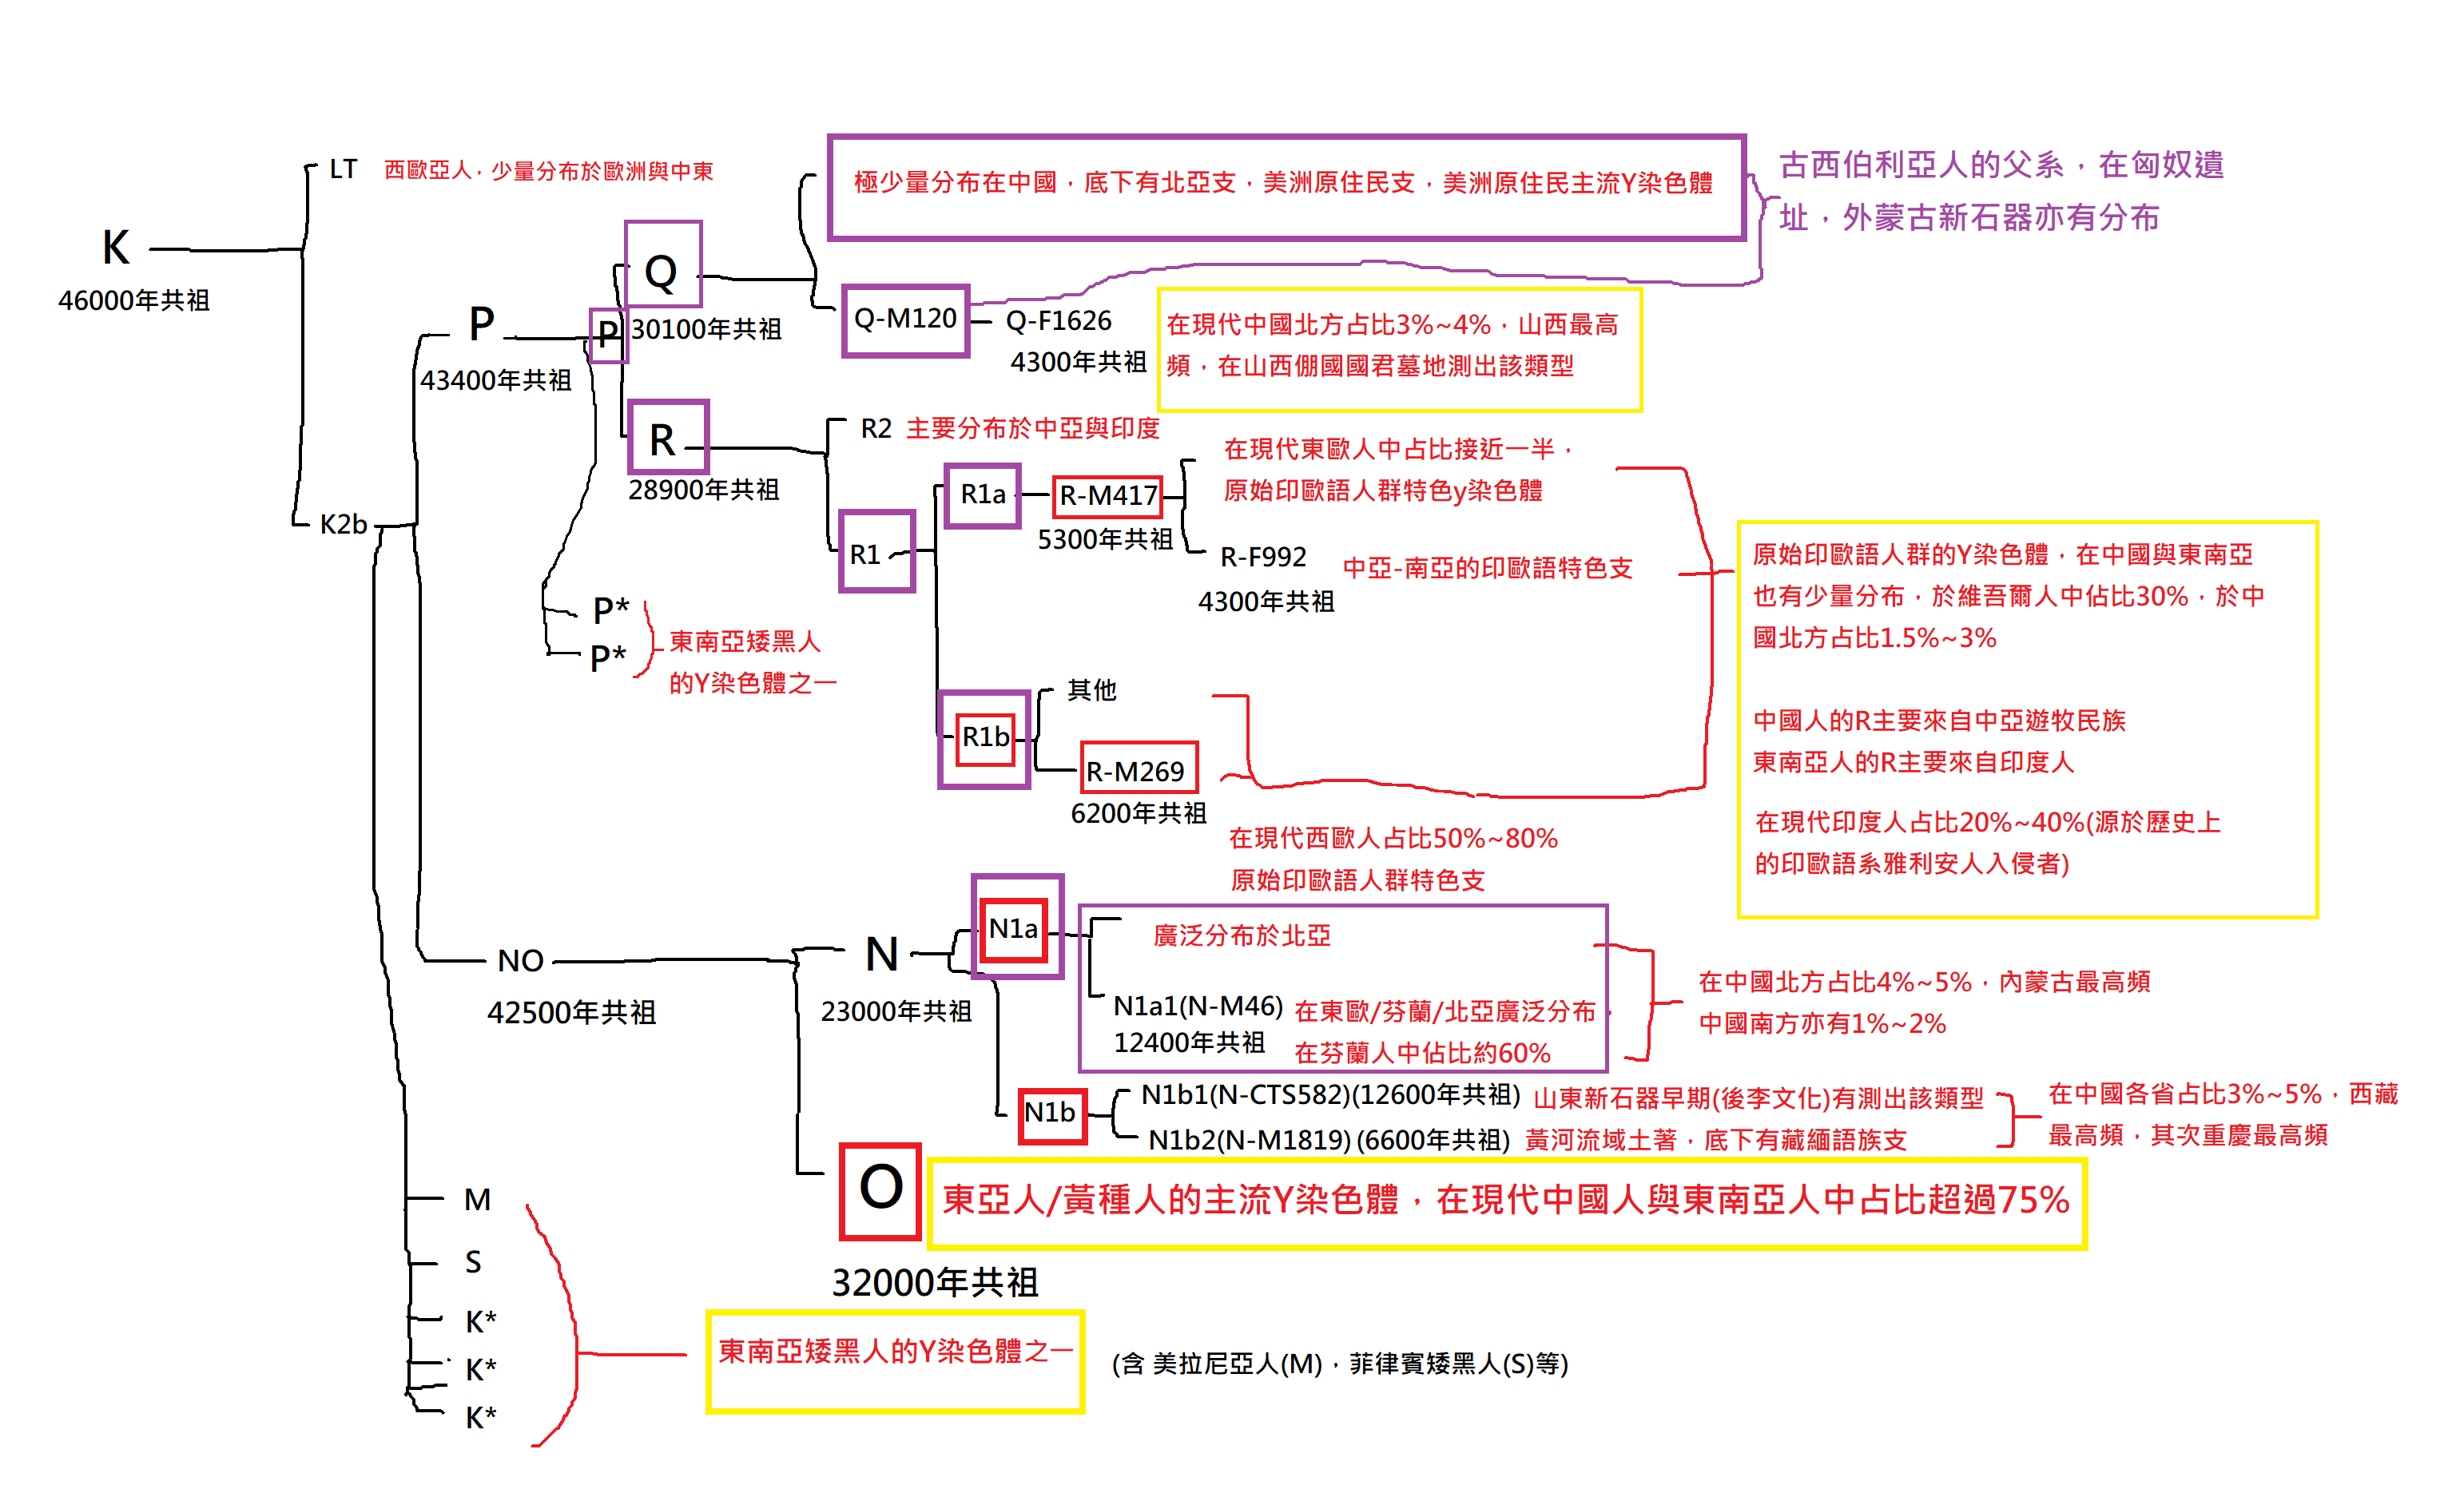 K
46000年共祖
LT
西歐亞人，少量分布於歐洲與中東
K2b
P
43400年共祖
P
Q
30100年共祖
極少量分布在中國，底下有北亞支，美洲原住民支，美洲原住民主流Y染色體
古西伯利亞人的父系，在匈奴遺
址，外蒙古新石器亦有分布
Q-M120
Q-F1626
4300年共祖
在現代中國北方占比3%~4%，山西最高
頻，在山西倗國國君墓地測出該類型
R
28900年共祖
R2
主要分布於中亞與印度
R1
R1a
R-M417
5300年共祖
在現代東歐人中占比接近一半，
原始印歐語人群特色y染色體
R-F992
4300年共祖
中亞-南亞的印歐語特色支
P*
P*
東南亞矮黑人
的Y染色體之一
R1b
其他
R-M269
6200年共祖
在現代西歐人占比50%~80%
原始印歐語人群特色支
原始印歐語人群的Y染色體，在中國與東南亞
也有少量分布，於維吾爾人中佔比30%，於中
國北方占比1.5%~3%
中國人的R主要來自中亞遊牧民族
東南亞人的R主要來自印度人
在現代印度人占比20%~40%(源於歷史上
的印歐語系雅利安人入侵者)
NO
42500年共祖
N
23000年共祖
N1a
廣泛分布於北亞
N1a1(N-M46)
12400年共祖
在東歐/芬蘭/北亞廣泛分布
在芬蘭人中佔比約60%
在中國北方占比4%~5%，內蒙古最高頻
中國南方亦有1%~2%
N1b
N1b1(N-CTS582)(12600年共祖)
山東新石器早期(後李文化)有測出該類型
N1b2(N-M1819) (6600年共祖)
黃河流域土著，底下有藏緬語族支
在中國各省占比3%~5%，西藏
最高頻，其次重慶最高頻
O
東亞人/黃種人的主流Y染色體，在現代中國人與東南亞人中占比超過75%
32000年共祖
M
S
K*
K*
K*
東南亞矮黑人的Y染色體之一
(含 美拉尼亞人(M)，菲律賓矮黑人(S)等)